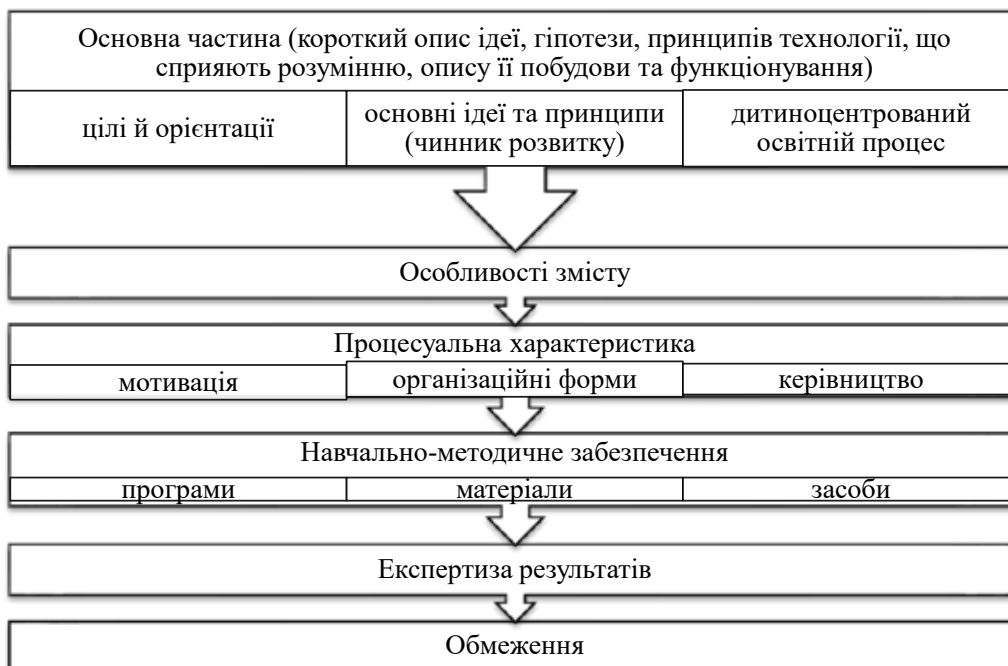 Основна частина (короткий опис ідеї, гіпотези, принципів технології, що
сприяють розумінню, опису її побудови та функціонування)
цілі й орієнтації
основні ідеї та принципи
(чинник розвитку)
дитиноцентрований
освітній процес
Особливості змісту
Процесуальна характеристика
мотивація
організаційні форми
керівництво
Навчально-методичне забезпечення
програми
матеріали
засоби
Експертиза результатів
Обмеження